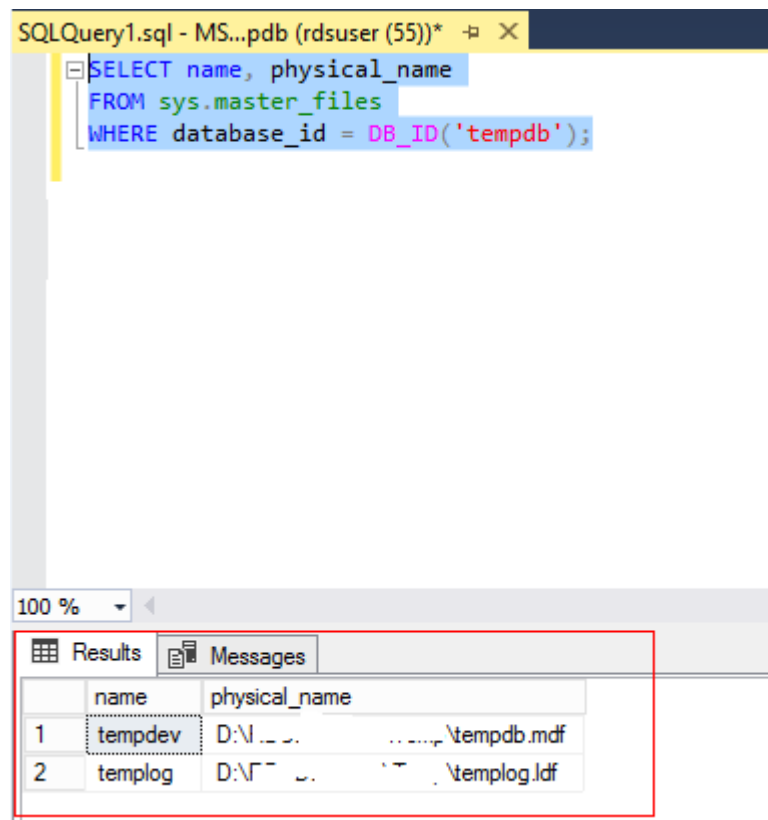 SQLQuery1.sql - MS...pdb (rdsuser (55))*
SELECT name, physical_name
FROM sys.master_files
WHERE database_id = DB_ID('tempdb');
100 %
Results Messages
name physical_name
1 tempdev D:\ \tempdb.mdf
2 templog D:\ \templog.ldf